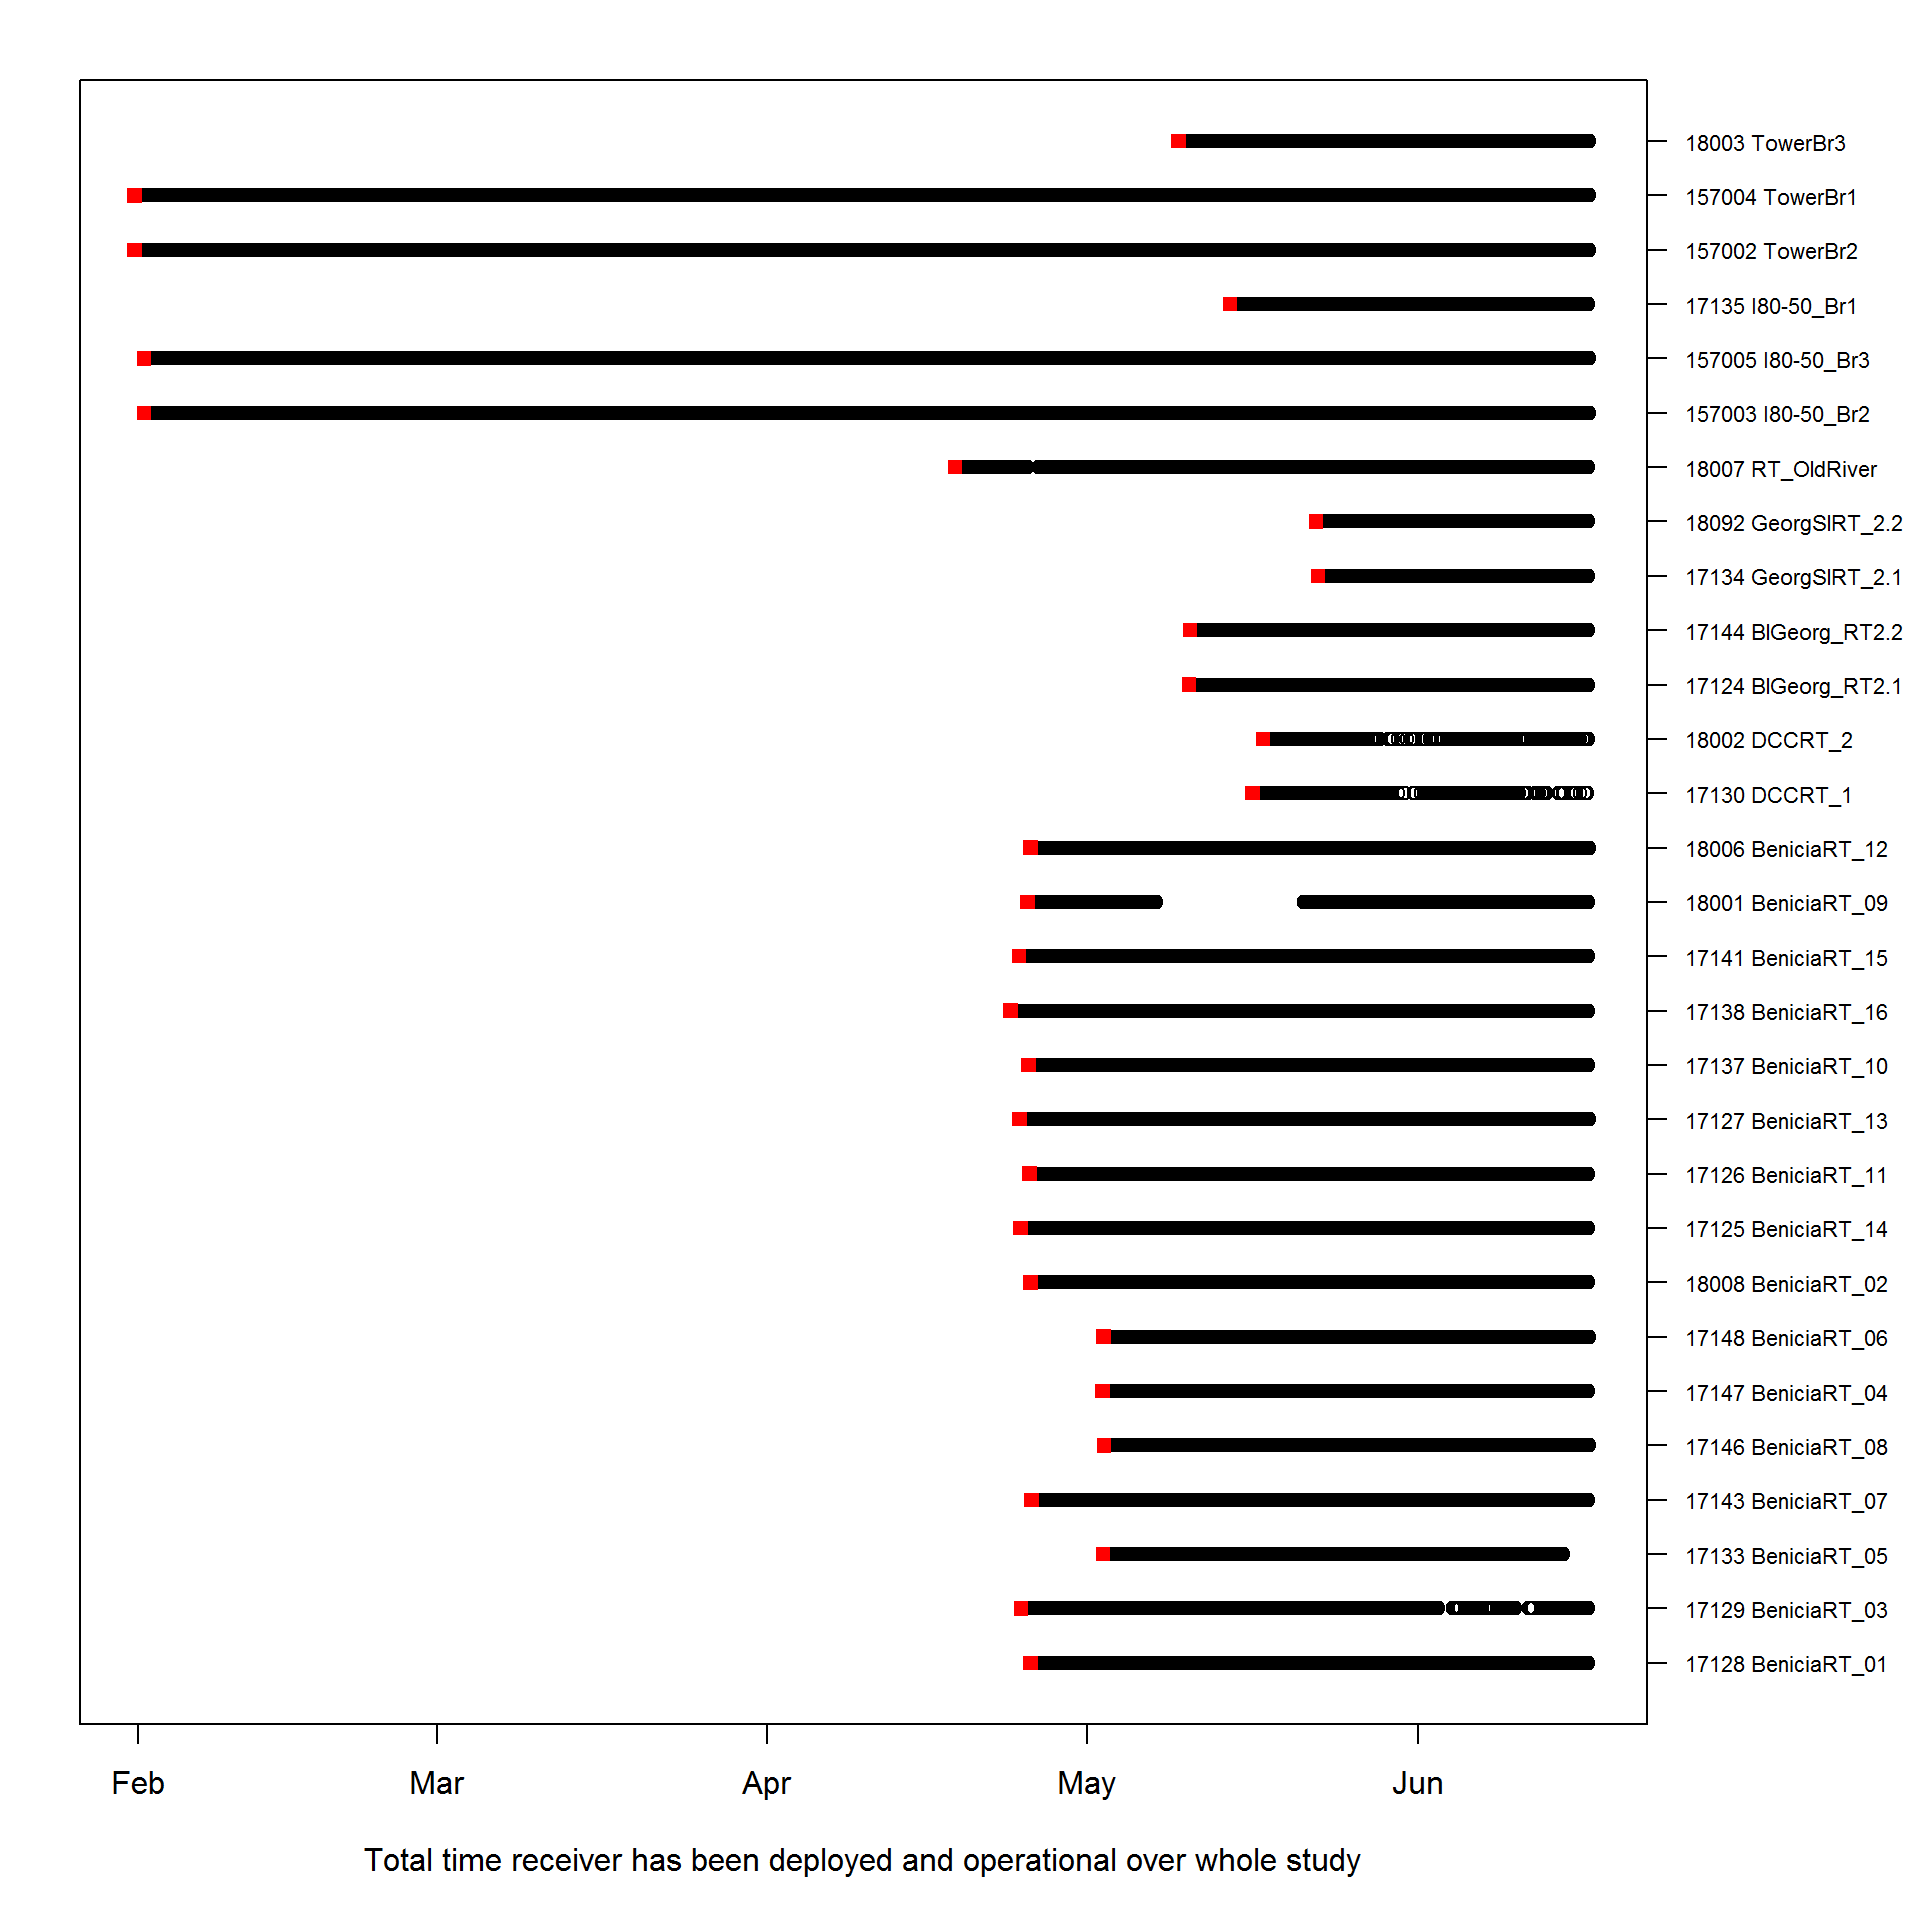 18003 TowerBr3
157004 TowerBr1
157002 TowerBr2
17135 I80-50_Br1
157005 I80-50_Br3
157003 I80-50_Br2
18007 RT_OldRiver
18092 GeorgSlRT_2.2
17134 GeorgSlRT_2.1
17144 BlGeorg_RT2.2
17124 BlGeorg_RT2.1
18002 DCCRT_2
17130 DCCRT_1
18006 BeniciaRT_12
18001 BeniciaRT_09
17141 BeniciaRT_15
17138 BeniciaRT_16
17137 BeniciaRT_10
17127 BeniciaRT_13
17126 BeniciaRT_11
17125 BeniciaRT_14
18008 BeniciaRT_02
17148 BeniciaRT_06
17147 BeniciaRT_04
17146 BeniciaRT_08
17143 BeniciaRT_07
17133 BeniciaRT_05
17129 BeniciaRT_03
17128 BeniciaRT_01
Feb Mar Apr May Jun
Total time receiver has been deployed and operational over whole study